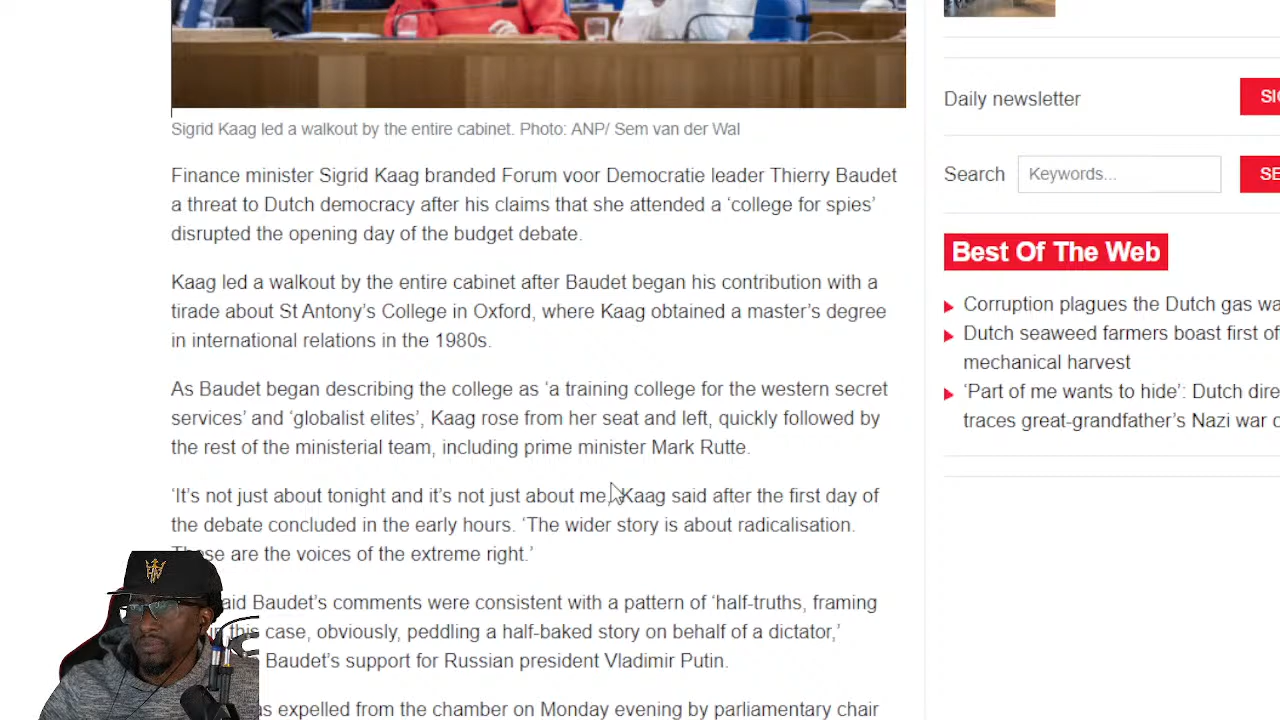 Sigrid Kaag led a walkout by the entire cabinet. Photo: ANP/ Sem van der Wal
Finance minister Sigrid Kaag branded Forum voor Democratie leader Thierry Baudet
a threat to Dutch democracy after his claims that she attended a ‘college for spies’
disrupted the opening day of the budget debate.
Kaag led a walkout by the entire cabinet after Baudet began his contribution with a
tirade about St Antony’s College in Oxford, where Kaag obtained a master’s degree
in international relations in the 1980s.
As Baudet began describing the college as ‘a training college for the western secret
services’ and ‘globalist elites’, Kaag rose from her seat and left, quickly followed by
the rest of the ministerial team, including prime minister Mark Rutte.
‘It’s not just about tonight and it’s not just about me,’ Kaag said after the first day of
the debate concluded in the early hours. ‘The wider story is about radicalisation.
These are the voices of the extreme right.’
said Baudet’s comments were consistent with a pattern of ‘half-truths, framing
in this case, obviously, peddling a half-baked story on behalf of a dictator,’
Baudet’s support for Russian president Vladimir Putin.
expelled from the chamber on Monday evening by parliamentary chair
Daily newsletter
Search Keywords...
Best Of The Web
Corruption plagues the Dutch gas
Dutch seaweed farmers boast first
mechanical harvest
‘Part of me wants to hide’: Dutch
traces great-grandfather’s Nazi war